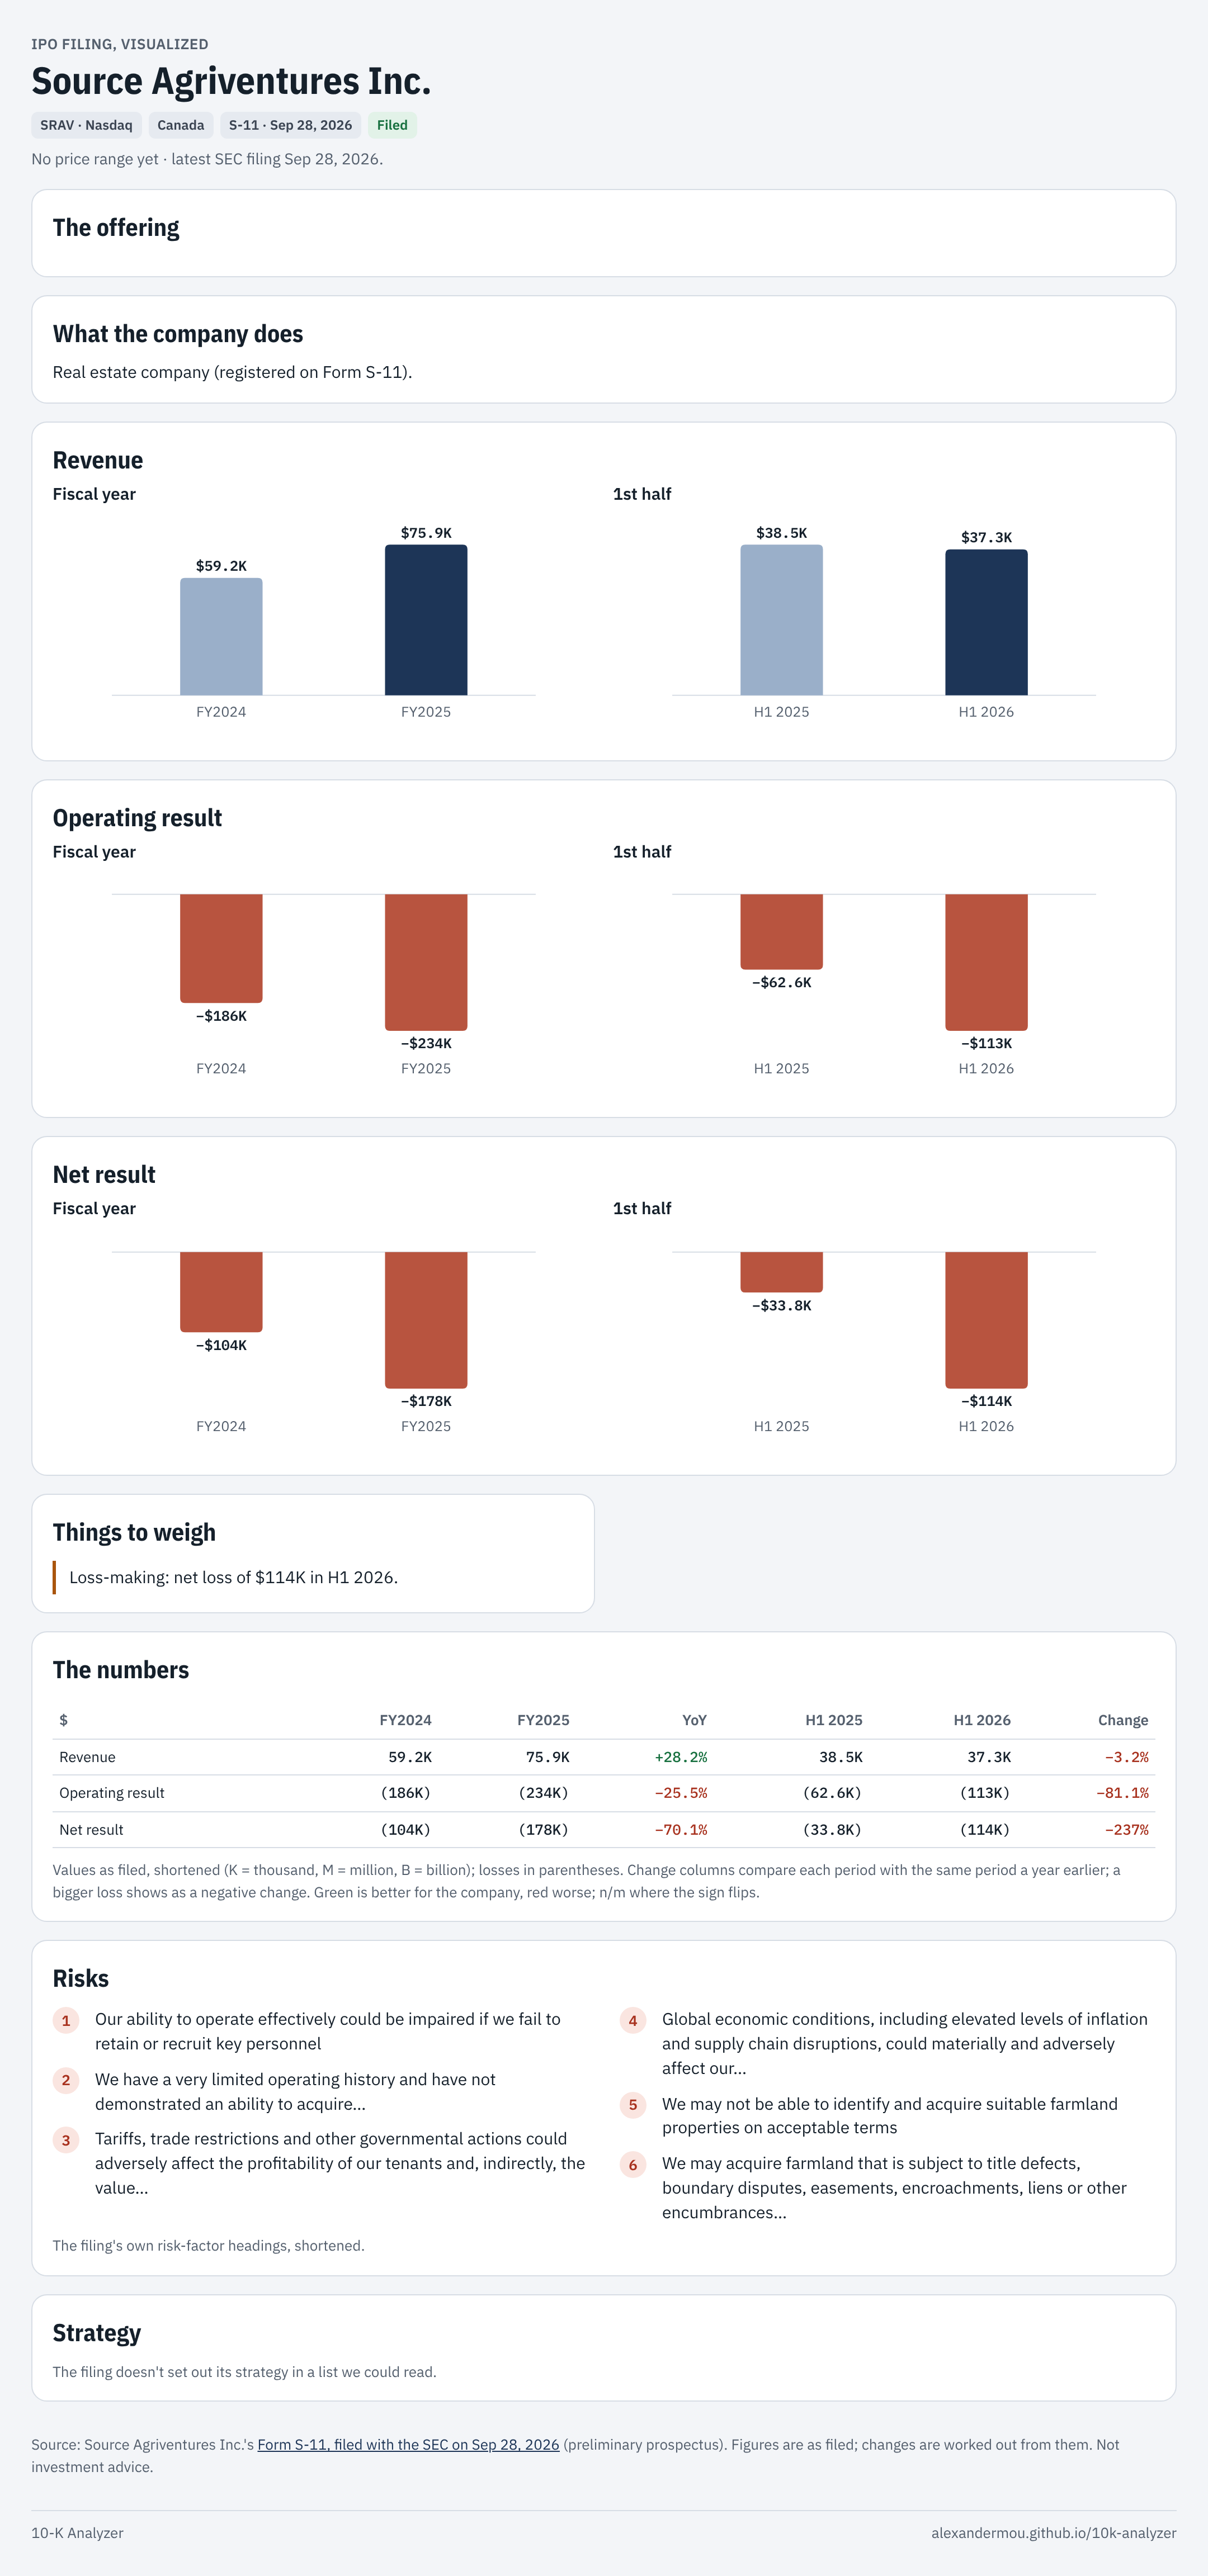 IPO FILING, VISUALIZED
Source Agriventures Inc.
SRAV · Nasdaq
Canada
S-11 · Sep 28, 2026
Filed
No price range yet · latest SEC filing Sep 28, 2026.
The offering
What the company does
Real estate company (registered on Form S-11).
Revenue
Fiscal year
$59.2K
$75.9K
FY2024
FY2025
1st half
$38.5K
$37.3K
H1 2025
H1 2026
Operating result
Fiscal year
−$186K
−$234K
FY2024
FY2025
1st half
−$62.6K
−$113K
H1 2025
H1 2026
Net result
Fiscal year
−$104K
−$178K
FY2024
FY2025
1st half
−$33.8K
−$114K
H1 2025
H1 2026
Things to weigh
Loss-making: net loss of $114K in H1 2026.
The numbers
$ FY2024 FY2025 YoY H1 2025 H1 2026 Change
Revenue 59.2K 75.9K +28.2% 38.5K 37.3K −3.2%
Operating result (186K) (234K) −25.5% (62.6K) (113K) −81.1%
Net result (104K) (178K) −70.1% (33.8K) (114K) −237%
Values as filed, shortened (K = thousand, M = million, B = billion); losses in parentheses. Change columns compare each period with the same period a year earlier; a
bigger loss shows as a negative change. Green is better for the company, red worse; n/m where the sign flips.
Risks
1 Our ability to operate effectively could be impaired if we fail to
retain or recruit key personnel
2 We have a very limited operating history and have not
demonstrated an ability to acquire…
3 Tariffs, trade restrictions and other governmental actions could
adversely affect the profitability of our tenants and, indirectly, the
value…
4 Global economic conditions, including elevated levels of inflation
and supply chain disruptions, could materially and adversely
affect our…
5 We may not be able to identify and acquire suitable farmland
properties on acceptable terms
6 We may acquire farmland that is subject to title defects,
boundary disputes, easements, encroachments, liens or other
encumbrances…
The filing's own risk-factor headings, shortened.
Strategy
The filing doesn't set out its strategy in a list we could read.
Source: Source Agriventures Inc.'s Form S-11, filed with the SEC on Sep 28, 2026 (preliminary prospectus). Figures are as filed; changes are worked out from them. Not
investment advice.
10-K Analyzer
alexandermou.github.io/10k-analyzer